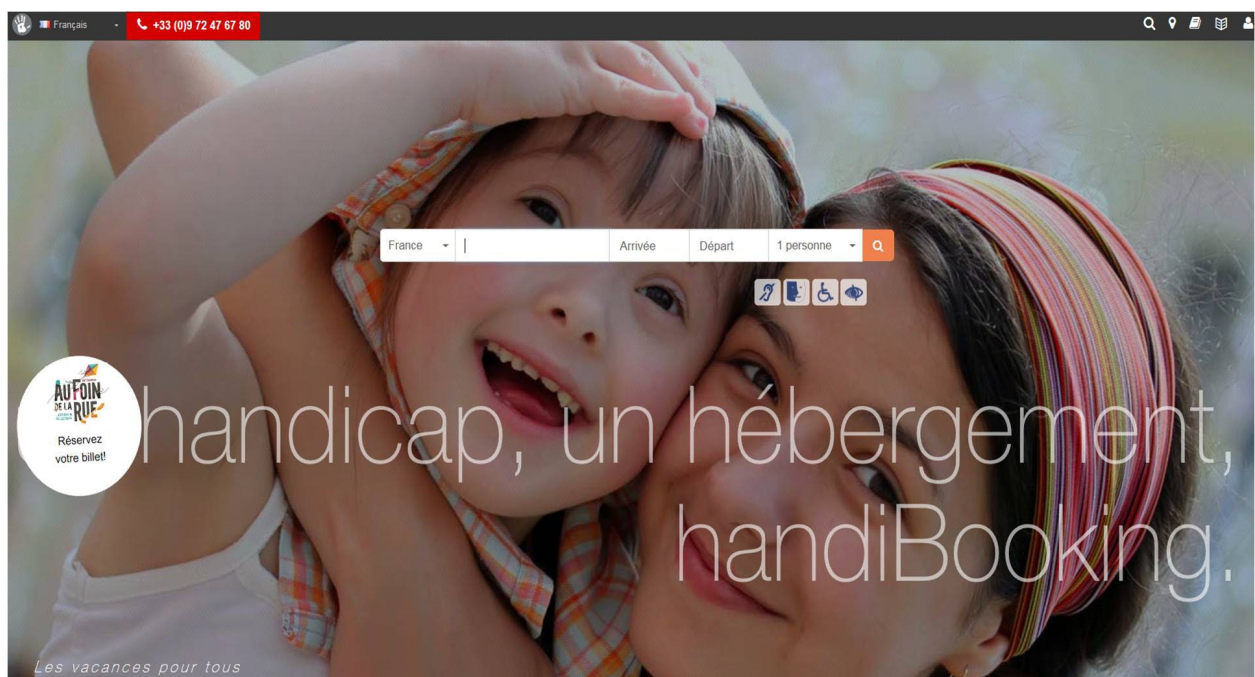 Français
+33 (0)9 72 47 67 80
France
Arrivée
Départ
1 personne
AU FOIN
DE LA RUE
Réservez
votre billet!
handicap, un hébergement,
handiBooking.
Les vacances pour tous